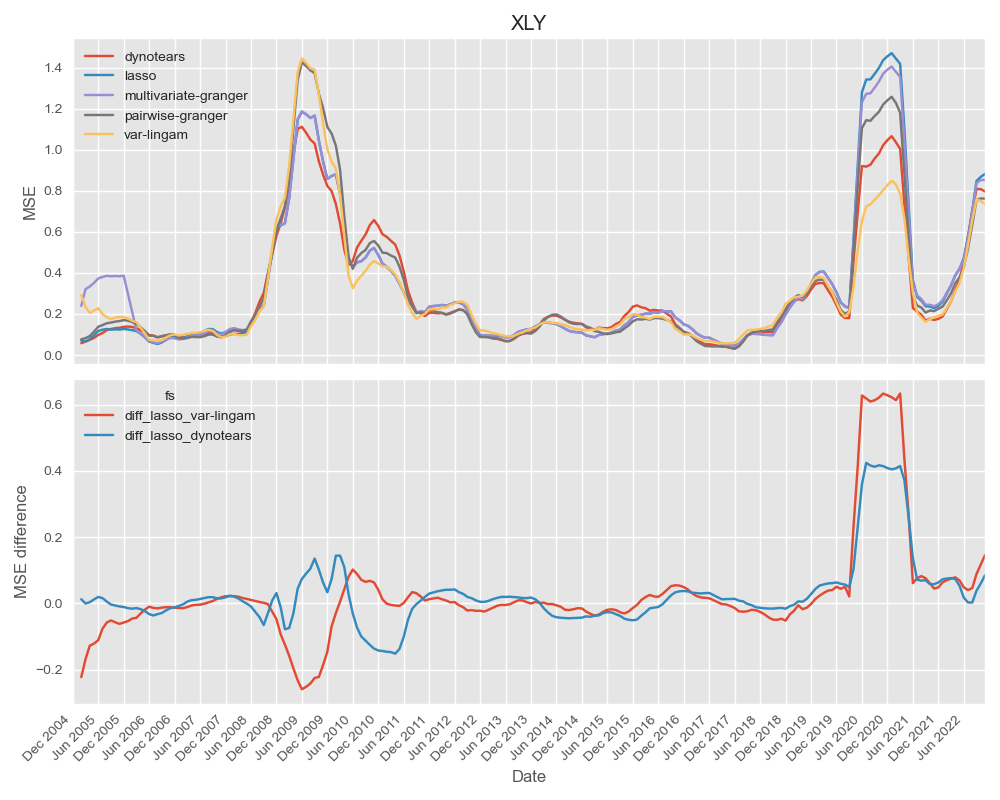 XLY
MSE
1.4
1.2
1.0
0.8
0.6
0.4
0.2
0.0
dynotears
lasso
multivariate-granger
pairwise-granger
var-lingam
MSE difference
0.6
0.4
0.2
0.0
−0.2
fs
diff_lasso_var-lingam
diff_lasso_dynotears
Dec 2004
Jun 2005
Dec 2005
Jun 2006
Dec 2006
Jun 2007
Dec 2007
Jun 2008
Dec 2008
Jun 2009
Dec 2009
Jun 2010
Dec 2010
Jun 2011
Dec 2011
Jun 2012
Dec 2012
Jun 2013
Dec 2013
Jun 2014
Dec 2014
Jun 2015
Dec 2015
Jun 2016
Dec 2016
Jun 2017
Dec 2017
Jun 2018
Dec 2018
Jun 2019
Dec 2019
Jun 2020
Dec 2020
Jun 2021
Dec 2021
Jun 2022
Date